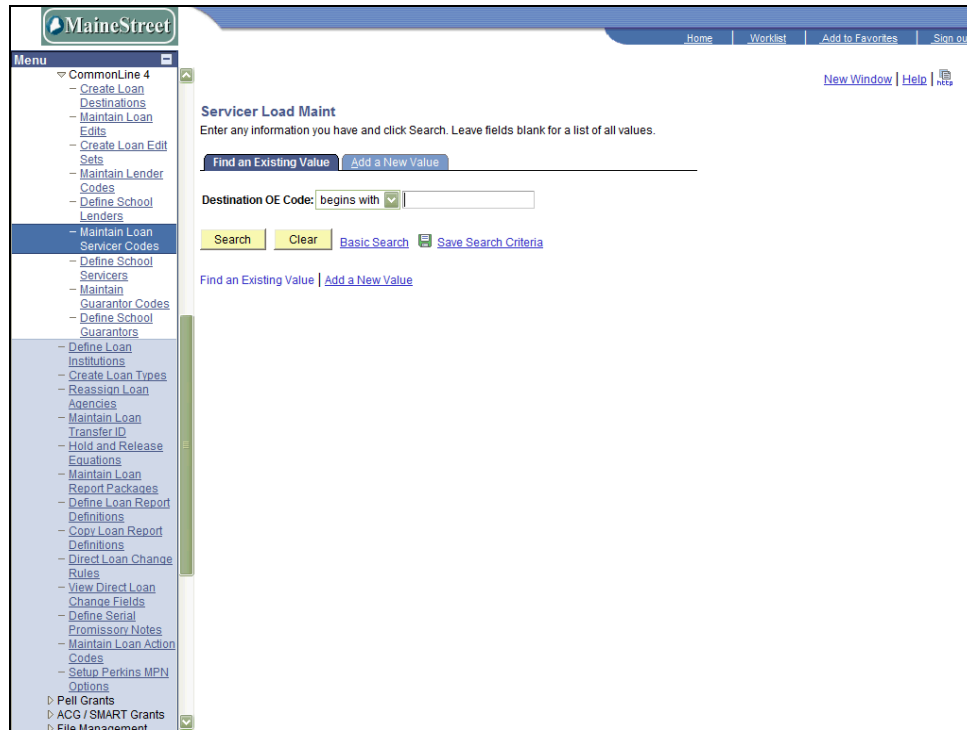 MaineStreet
Home
Worklist
Add to Favorites
Sign ou
Menu
CommonLine 4
– Create Loan
Destinations
– Maintain Loan
Edits
– Create Loan Edit
Sets
– Maintain Lender
Codes
– Define School
Lenders
– Maintain Loan
Servicer Codes
– Define School
Servicers
– Maintain
Guarantor Codes
– Define School
Guarantors
– Define Loan
Institutions
– Create Loan Types
– Reassign Loan
Agencies
– Maintain Loan
Transfer ID
– Hold and Release
Equations
– Maintain Loan
Report Packages
– Define Loan Report
Definitions
– Copy Loan Report
Definitions
– Direct Loan Change
Rules
– View Direct Loan
Change Fields
– Define Serial
Promissory Notes
– Maintain Loan Action
Codes
– Setup Perkins MPN
Options
Pell Grants
ACG / SMART Grants
File Management
New Window | Help | http
Servicer Load Maint
Enter any information you have and click Search. Leave fields blank for a list of all values.
Find an Existing Value
Add a New Value
Destination OE Code: begins with
Search
Clear
Basic Search
Save Search Criteria
Find an Existing Value | Add a New Value